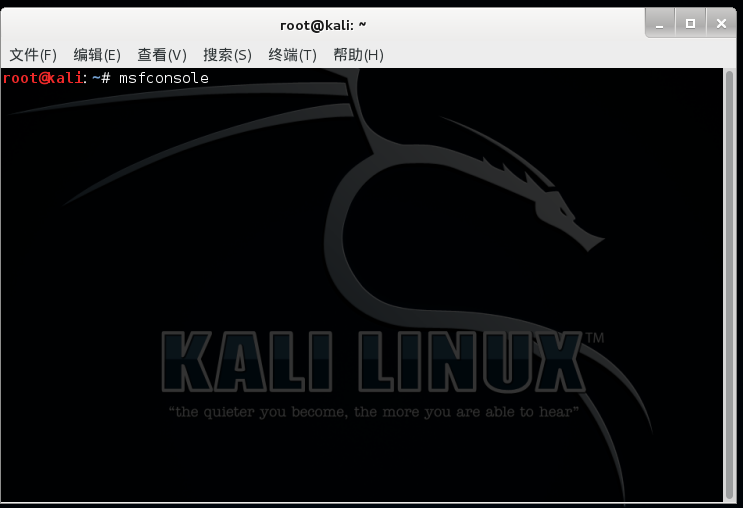 root@kali: ~
文件(F) 编辑(E) 查看(V) 搜索(S) 终端(T) 帮助(H)
root@kali:~# msfconsole
KALI LINUX™
“the quieter you become, the more you are able to hear”